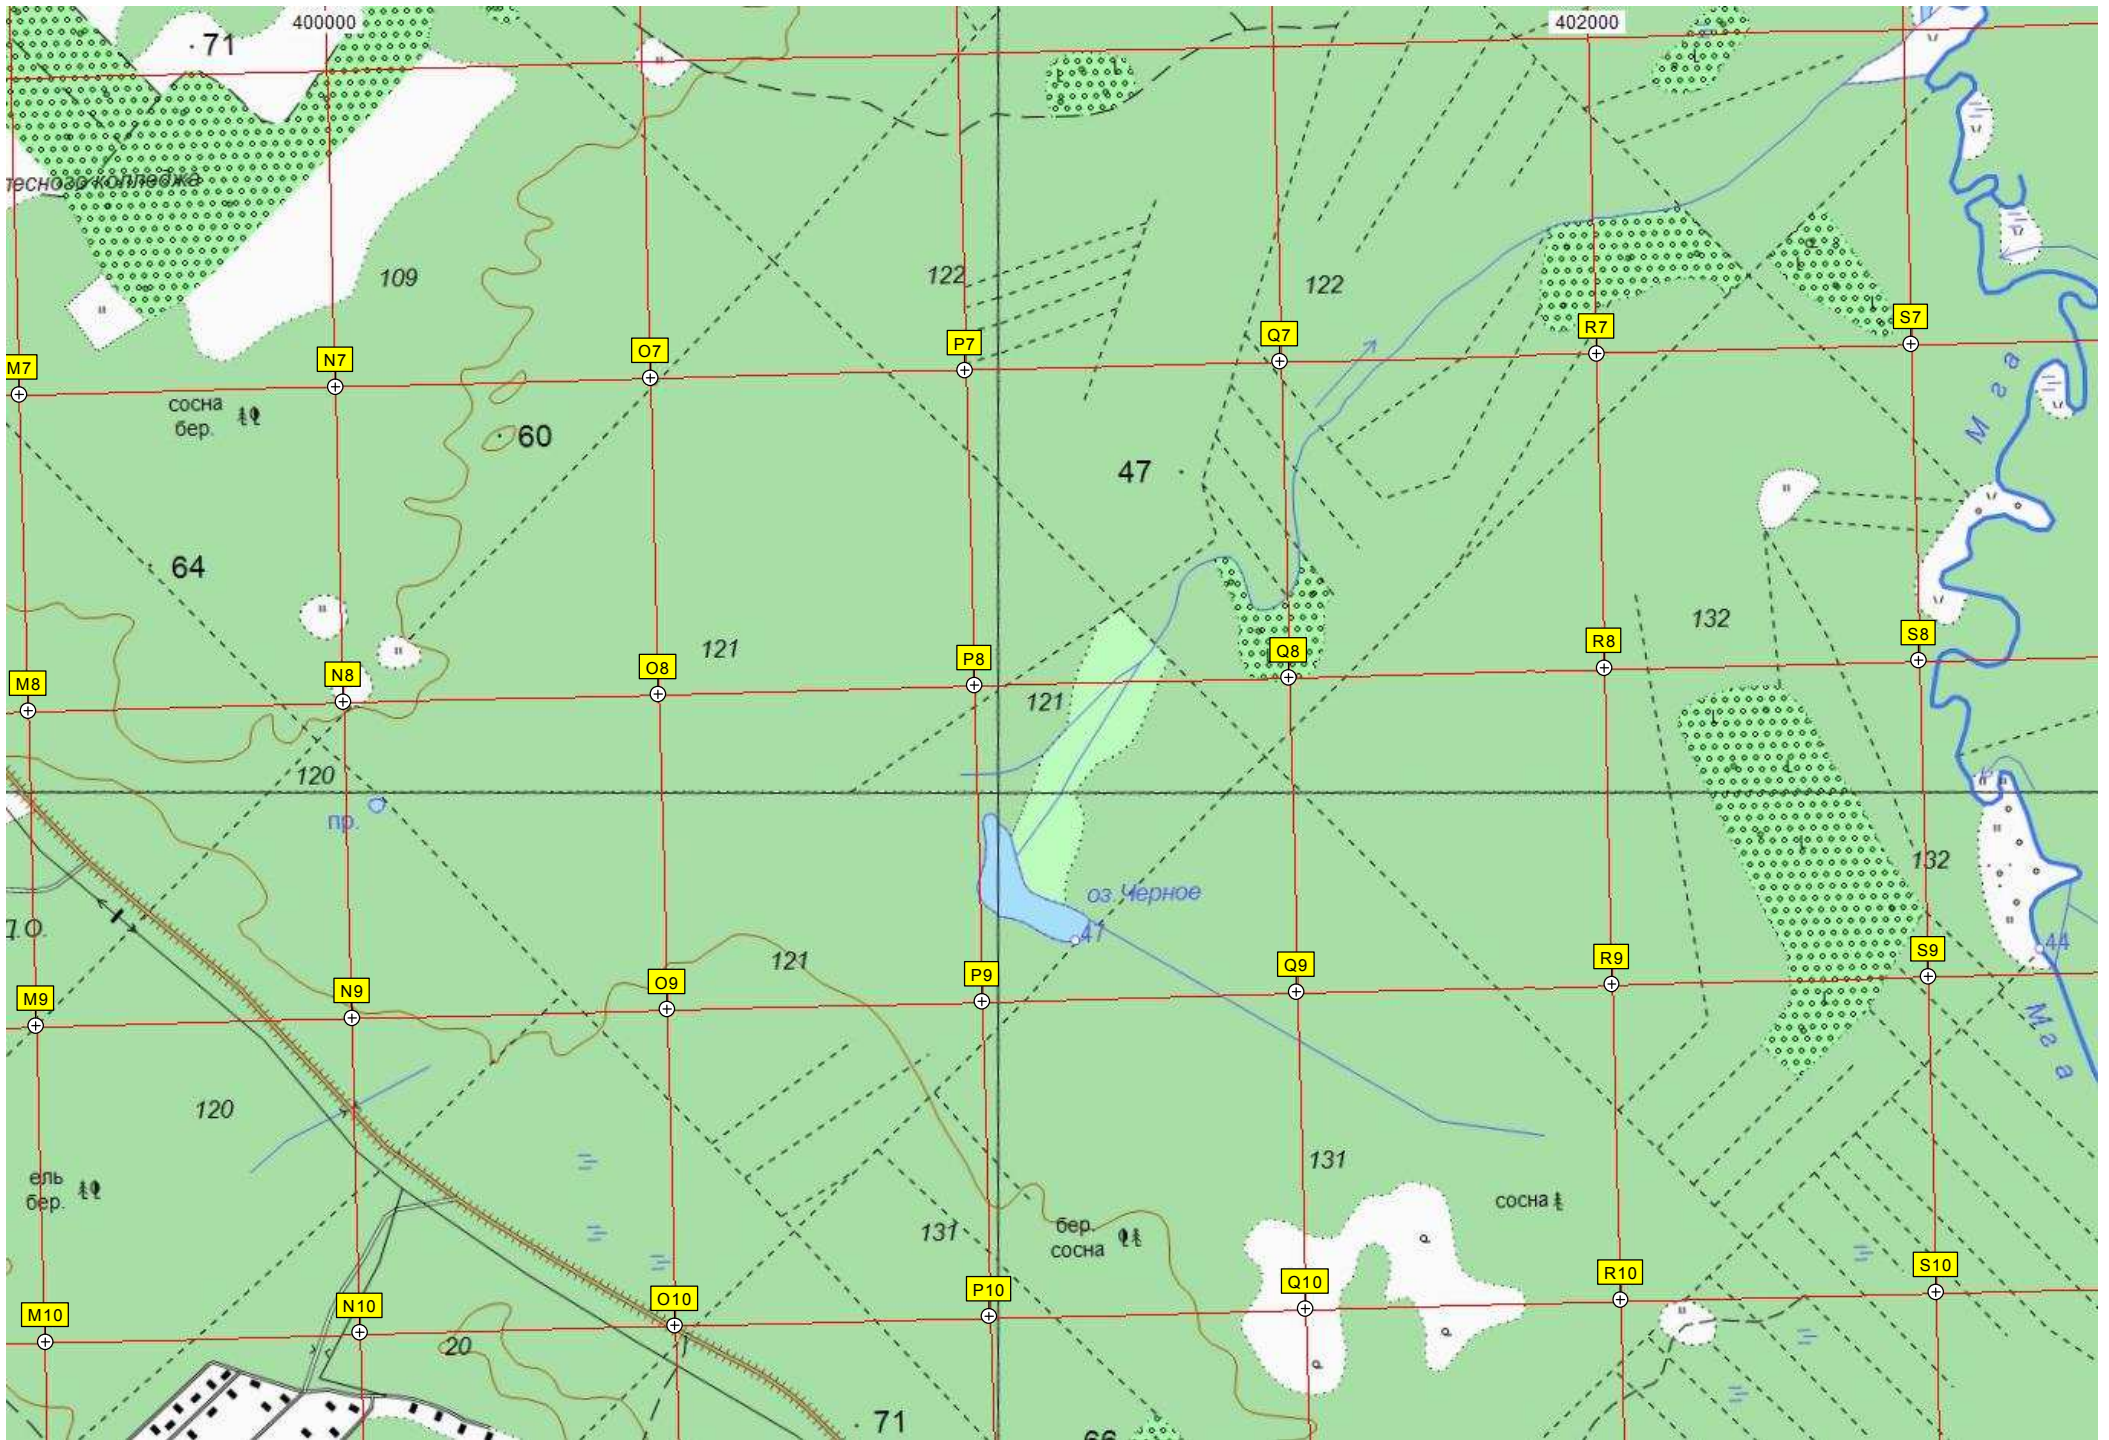 400000
402000
71
лесного колледжа
109
122
122
M7
N7
O7
P7
Q7
R7
S7
сосна
бер.
60
47
М г а
64
121
132
M8
N8
O8
P8
Q8
R8
S8
121
120
пр.
132
оз. Черное
41
44
Д.О.
121
M9
N9
O9
P9
Q9
R9
S9
М г а
120
131
ель
бер.
сосна
131
бер.
сосна
M10
N10
O10
P10
Q10
R10
S10
20
71
66